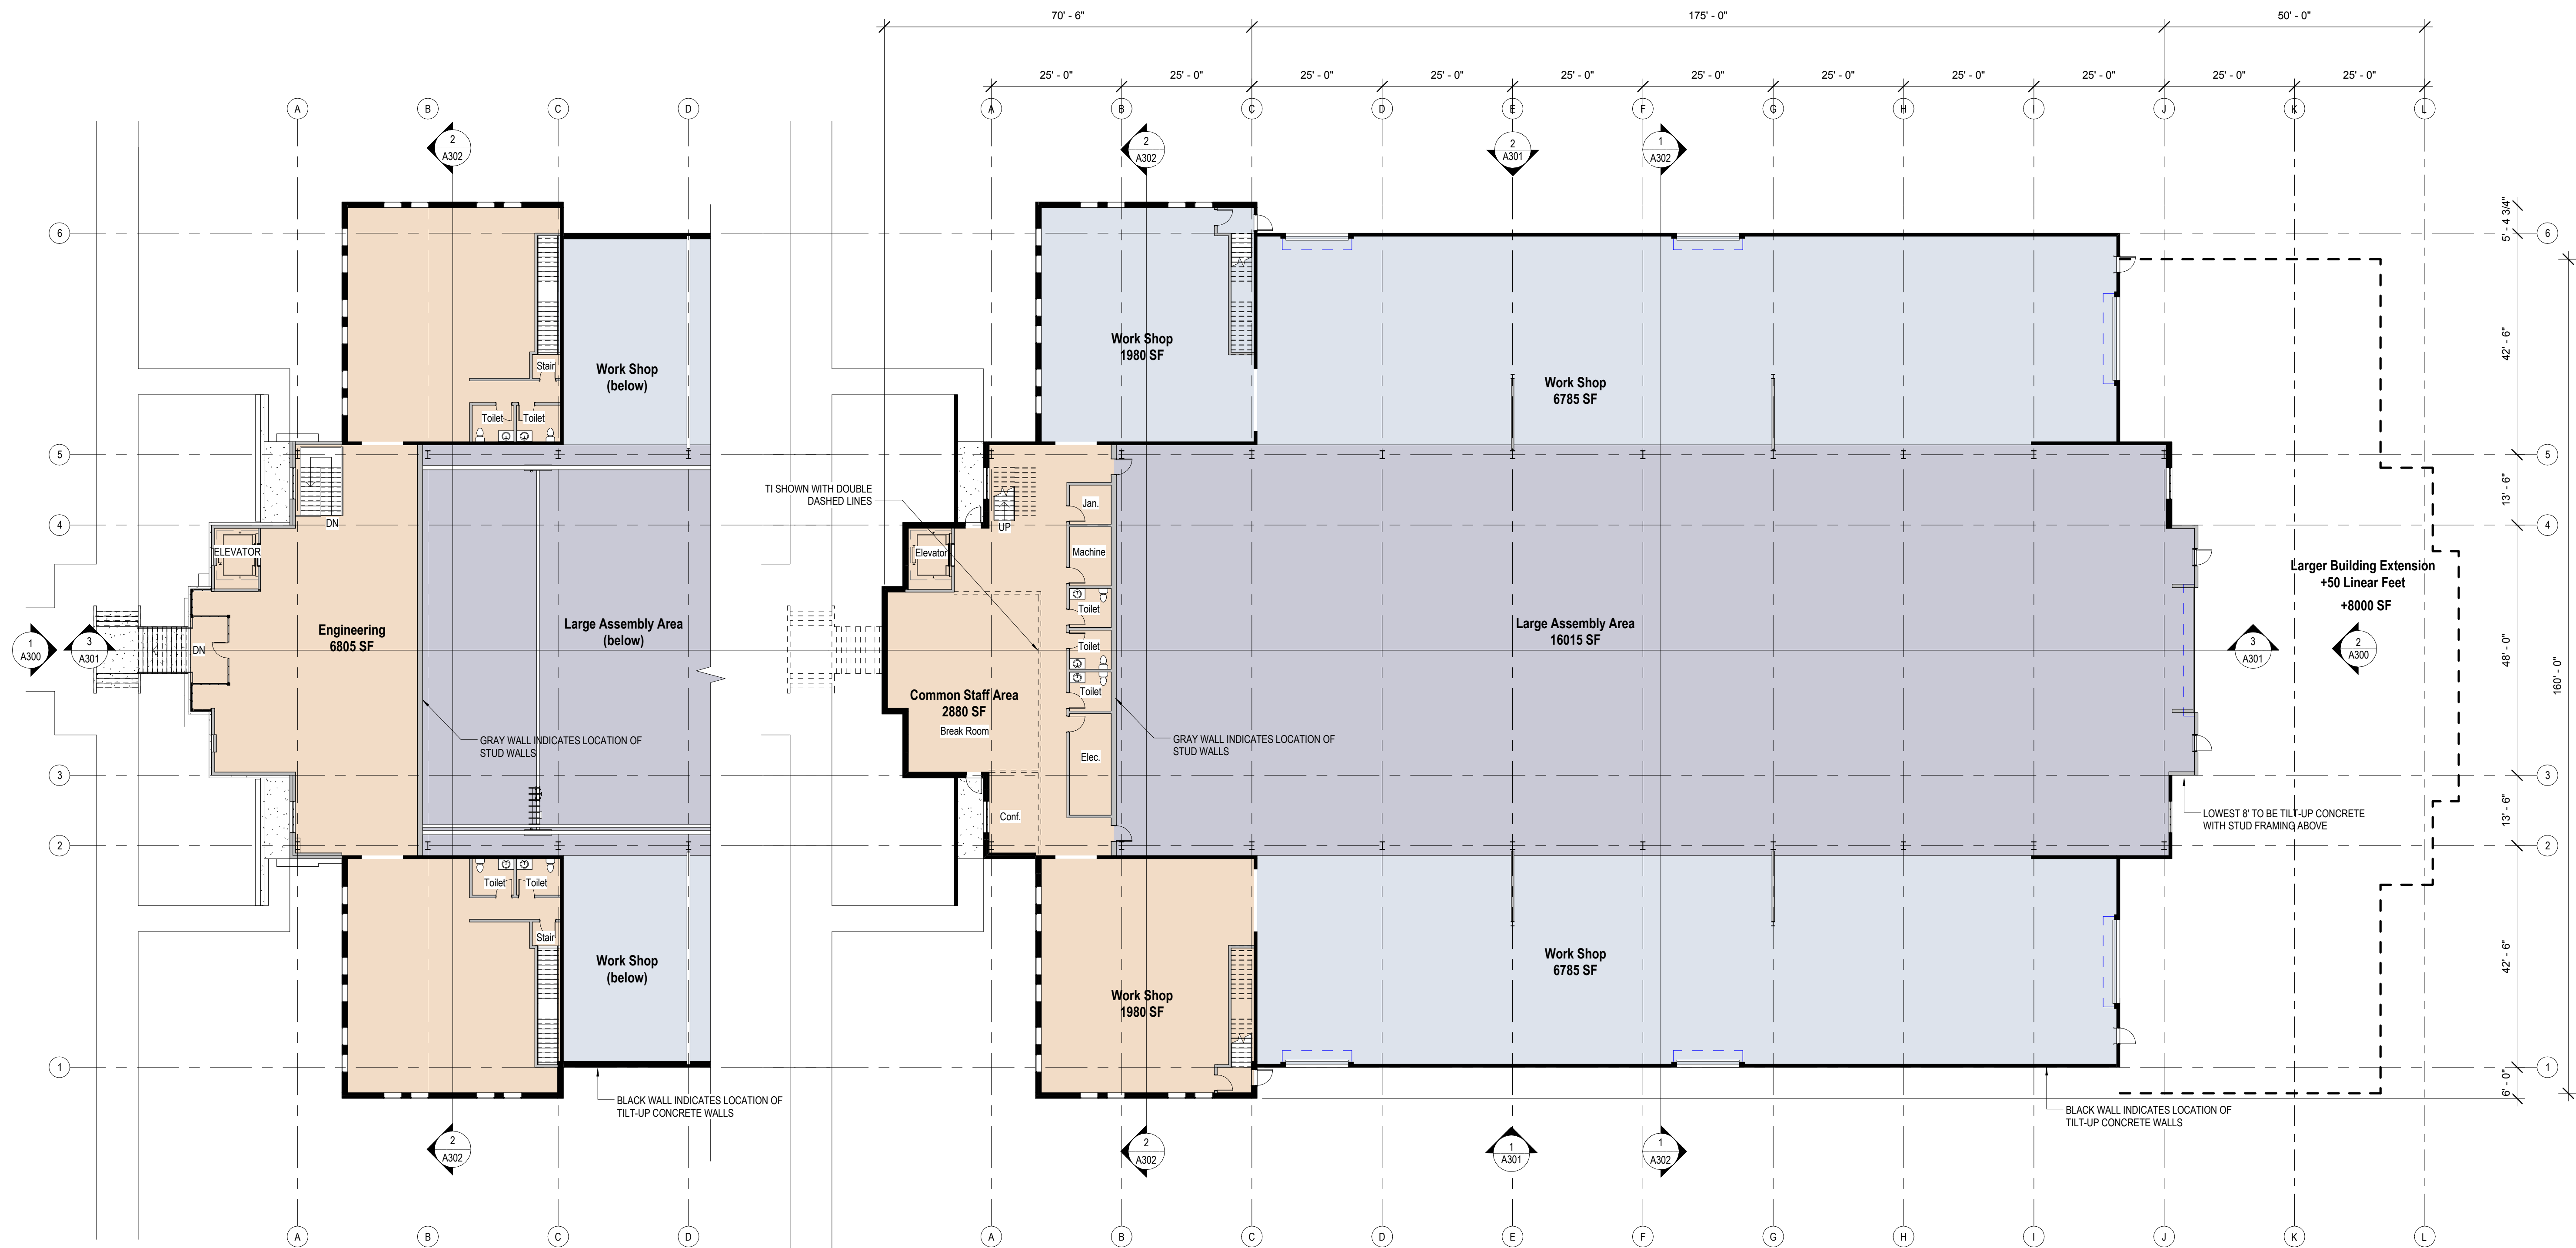 70' - 6"
175' - 0"
50' - 0"
25' - 0"
25' - 0"
25' - 0"
25' - 0"
25' - 0"
25' - 0"
25' - 0"
25' - 0"
25' - 0"
25' - 0"
25' - 0"
A
B
C
D
A
B
C
D
E
F
G
H
I
J
K
L
2
A302
2
A302
2
A301
1
A302
6
5
4
3
2
1
Stair
Work Shop
(below)
Toilet
Toilet
DN
ELEVATOR
Engineering
6805 SF
Large Assembly Area
(below)
DN
1
A300
3
A301
GRAY WALL INDICATES LOCATION OF
STUD WALLS
Toilet
Toilet
Stair
Work Shop
(below)
BLACK WALL INDICATES LOCATION OF
TILT-UP CONCRETE WALLS
2
A302
A
B
C
D
Work Shop
1980 SF
Work Shop
6785 SF
TI SHOWN WITH DOUBLE
DASHED LINES
UP
Jan.
Elevator
Machine
Toilet
Toilet
Toilet
Common Staff Area
2880 SF
Break Room
Elec.
Conf.
Large Assembly Area
16015 SF
GRAY WALL INDICATES LOCATION OF
STUD WALLS
Larger Building Extension
+50 Linear Feet
+8000 SF
3
A301
2
A300
LOWEST 8' TO BE TILT-UP CONCRETE
WITH STUD FRAMING ABOVE
Work Shop
1980 SF
Work Shop
6785 SF
BLACK WALL INDICATES LOCATION OF
TILT-UP CONCRETE WALLS
2
A302
1
A301
1
A302
A
B
C
D
E
F
G
H
I
J
K
L
6
5
4
3
2
1
5' - 4 3/4"
42' - 6"
13' - 6"
48' - 0"
13' - 6"
42' - 6"
6' - 0"
160' - 0"